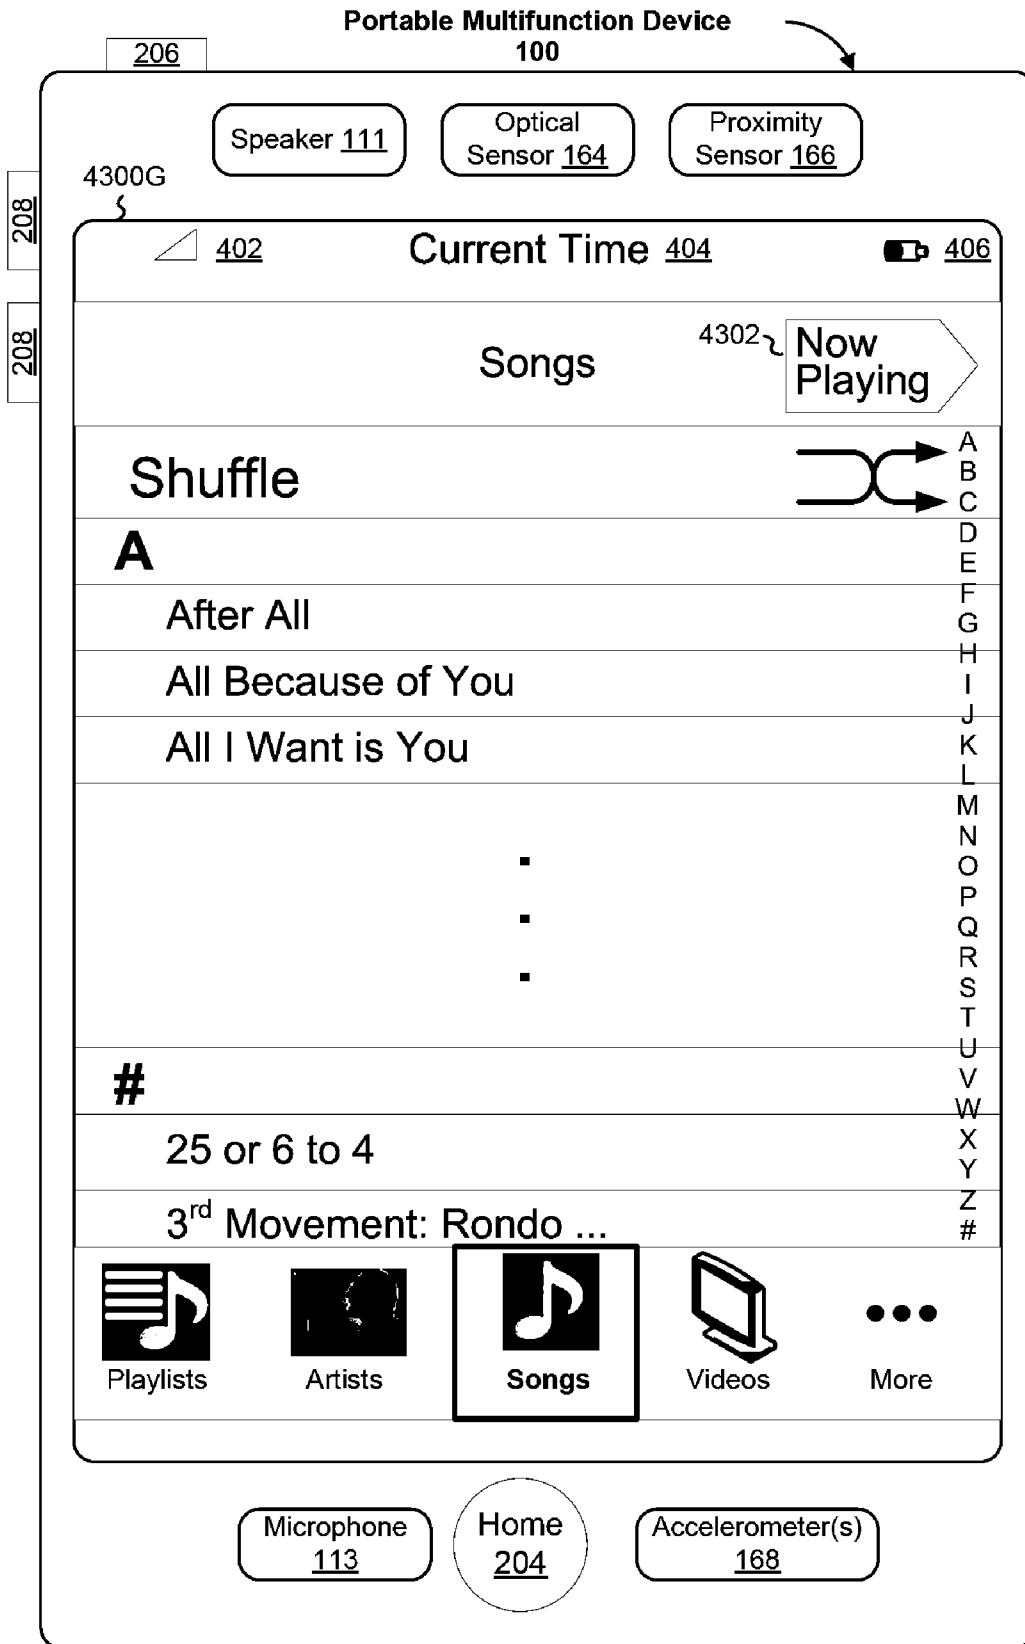 Portable Multifunction Device
100
206
Speaker 111
Optical
Sensor 164
Proximity
Sensor 166
4300G
208
208
402
Current Time 404
406
Songs
4302
Now
Playing
Shuffle
A
After All
All Because of You
All I Want is You
#
25 or 6 to 4
3rd Movement: Rondo ...
A
B
C
D
E
F
G
H
I
J
K
L
M
N
O
P
Q
R
S
T
U
V
W
X
Y
Z
#
Playlists
Artists
Songs
Videos
More
Microphone
113
Home
204
Accelerometer(s)
168